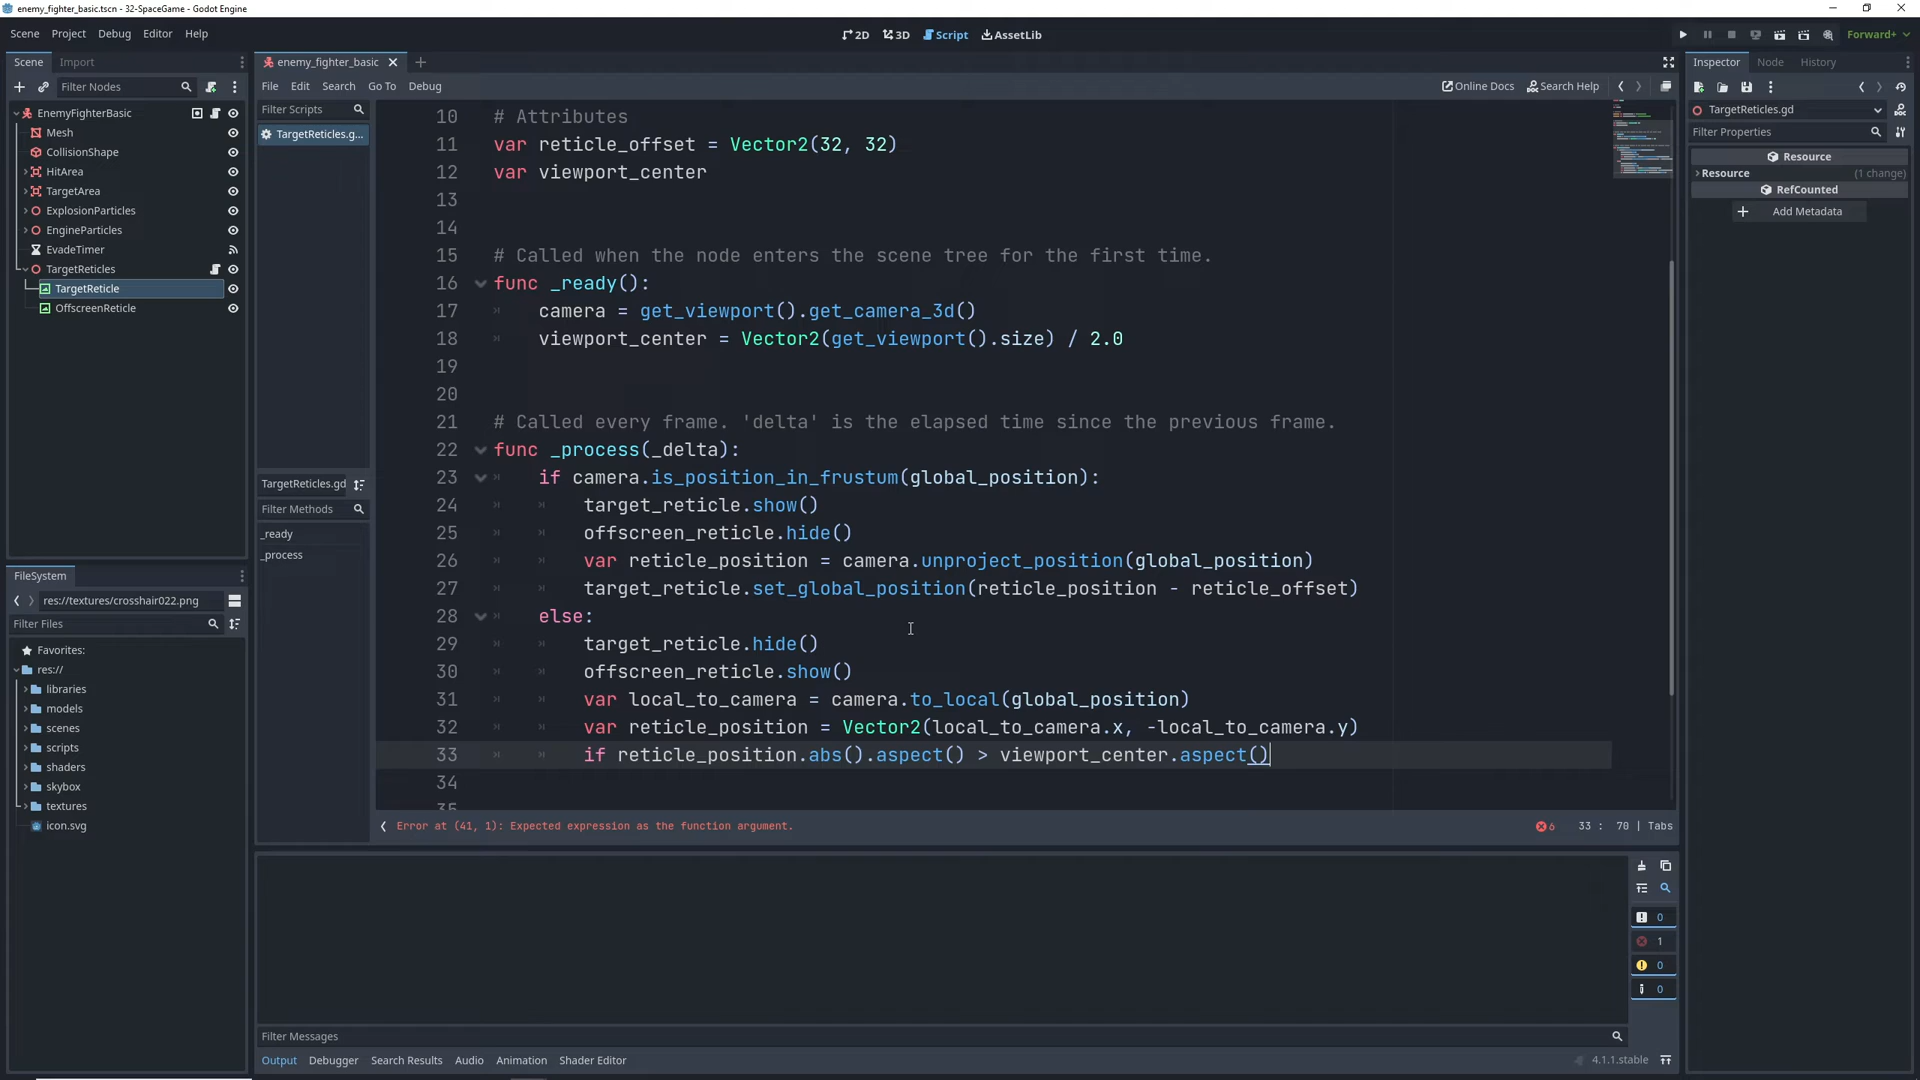 enemy_fighter_basic.tscn - 32-SpaceGame - Godot Engine
Scene Project Debug Editor Help
2D 3D Script AssetLib
Forward+
Scene Import
Filter Nodes
EnemyFighterBasic
Mesh
CollisionShape
HitArea
TargetArea
ExplosionParticles
EngineParticles
EvadeTimer
TargetReticles
TargetReticle
OffscreenReticle
FileSystem
res://textures/crosshair022.png
Filter Files
Favorites:
res://
libraries
models
scenes
scripts
shaders
skybox
textures
icon.svg
enemy_fighter_basic
File Edit Search Go To Debug
Online Docs Search Help
Filter Scripts
TargetReticles.g...
TargetReticles.gd
Filter Methods
_ready
_process
10 # Attributes
11 var reticle_offset = Vector2(32, 32)
12 var viewport_center
13
14
15 # Called when the node enters the scene tree for the first time.
16 func _ready():
17 camera = get_viewport().get_camera_3d()
18 viewport_center = Vector2(get_viewport().size) / 2.0
19
20
21 # Called every frame. 'delta' is the elapsed time since the previous frame.
22 func _process(_delta):
23 if camera.is_position_in_frustum(global_position):
24 target_reticle.show()
25 offscreen_reticle.hide()
26 var reticle_position = camera.unproject_position(global_position)
27 target_reticle.set_global_position(reticle_position - reticle_offset)
28 else:
29 target_reticle.hide()
30 offscreen_reticle.show()
31 var local_to_camera = camera.to_local(global_position)
32 var reticle_position = Vector2(local_to_camera.x, -local_to_camera.y)
33 if reticle_position.abs().aspect() > viewport_center.aspect()
34
35
Error at (41, 1): Expected expression as the function argument.
6 33 : 70 | Tabs
0
1
0
0
Filter Messages
Output Debugger Search Results Audio Animation Shader Editor
4.1.1.stable
Inspector Node History
TargetReticles.gd
Filter Properties
Resource
Resource (1 change)
RefCounted
Add Metadata